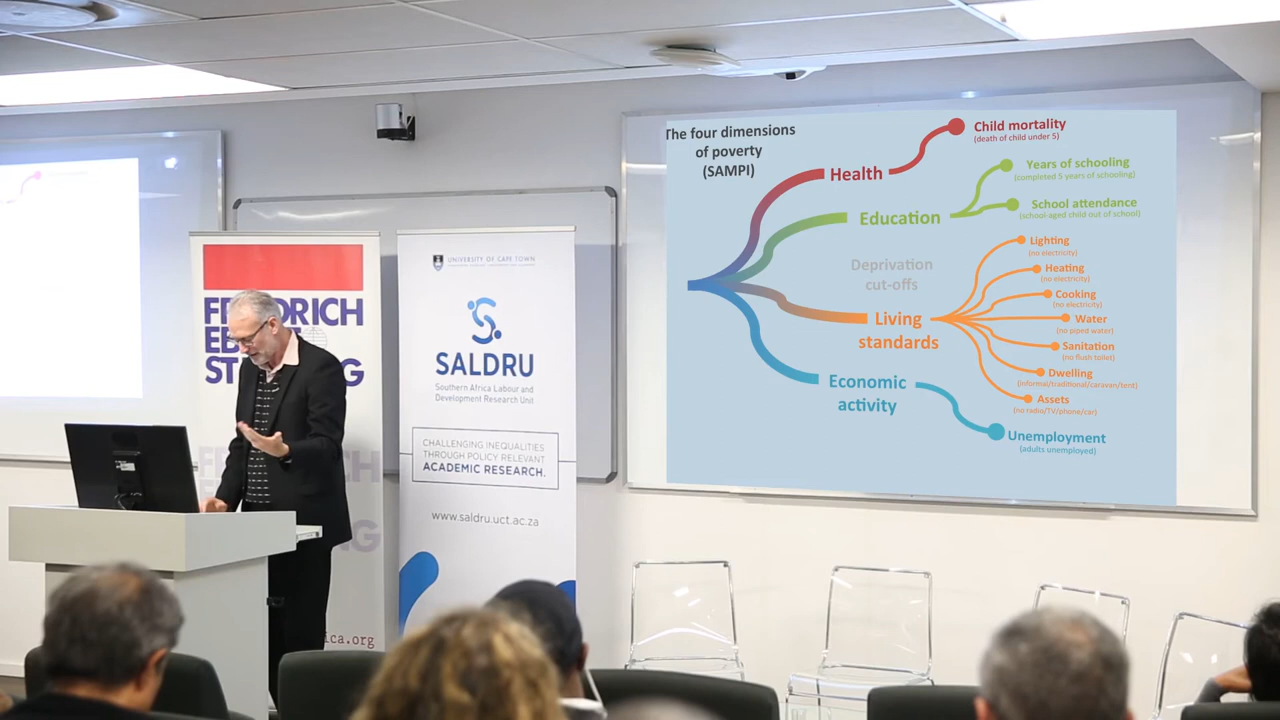 The four dimensions
of poverty
(SAMPI)
Health
Child mortality
(death of child under 5)
Education
Years of schooling
(completed 5 years of schooling)
School attendance
(school-aged child out of school)
Deprivation
cut-offs
Living
standards
Lighting
(no electricity)
Heating
(no electricity)
Cooking
(no electricity)
Water
(no piped water)
Sanitation
(no flush toilet)
Dwelling
(informal/traditional/caravan/tent)
Assets
(no radio/TV/phone/car)
Economic
activity
Unemployment
(adults unemployed)
UNIVERSITY OF CAPE TOWN
SALDRU
Southern Africa Labour and
Development Research Unit
CHALLENGING INEQUALITIES
THROUGH POLICY RELEVANT
ACADEMIC RESEARCH.
www.saldru.uct.ac.za
ica.org